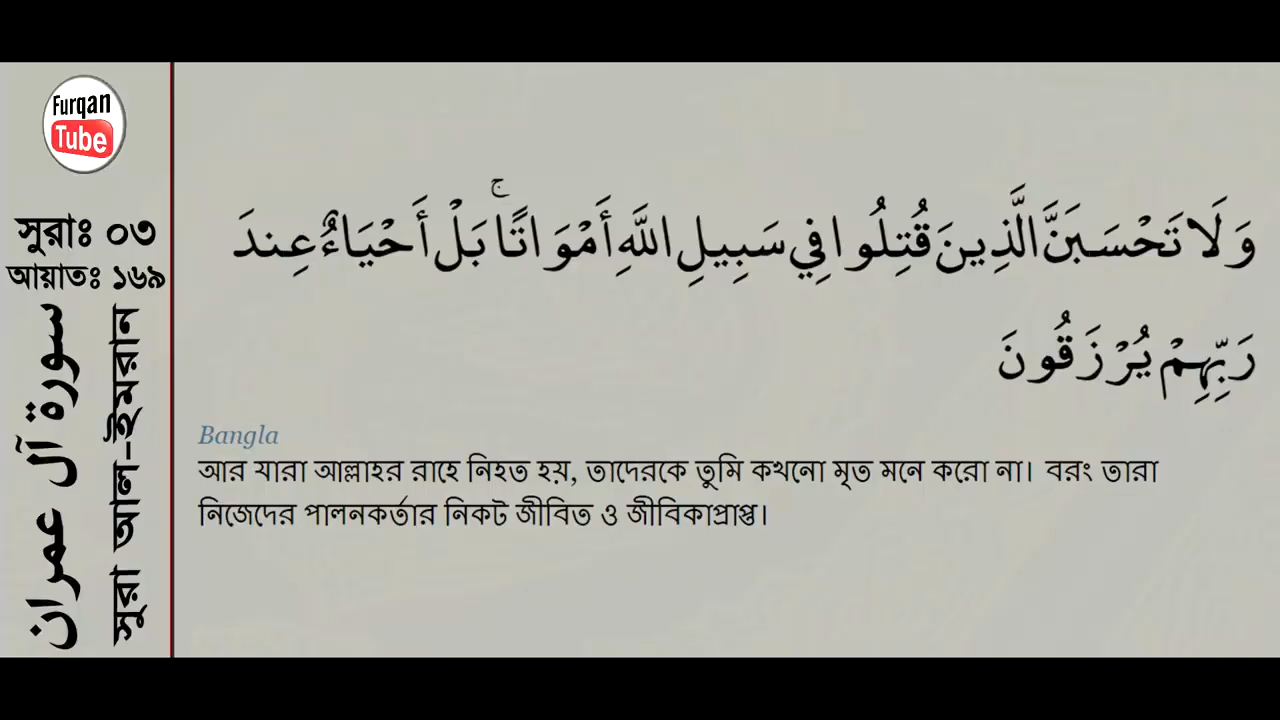 Furqan
Tube
সুরাঃ ০৩
আয়াতঃ ১৬৯
سورة آل عمران
সুরা আল-ইমরান
وَلَا تَحْسَبَنَّ الَّذِينَ قُتِلُوا فِي سَبِيلِ اللَّهِ أَمْوَاتًا ۚ بَلْ أَحْيَاءٌ عِندَ
رَبِّهِمْ يُرْزَقُونَ
Bangla
আর যারা আল্লাহর রাহে নিহত হয়, তাদেরকে তুমি কখনো মৃত মনে করো না। বরং তারা
নিজেদের পালনকর্তার নিকট জীবিত ও জীবিকাপ্রাপ্ত।